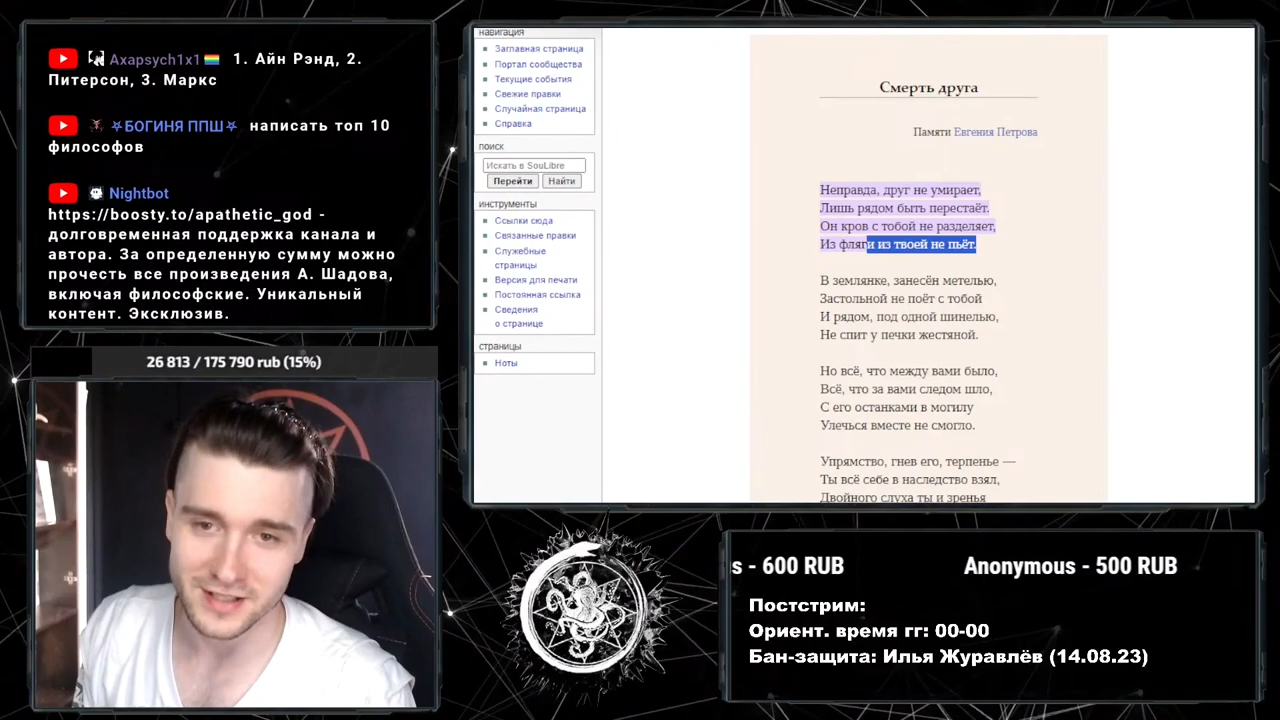 Axapsych1x1 1. Айн Рэнд, 2.
Питерсон, 3. Маркс
БОГИНЯ ППШ написать топ 10
философов
Nightbot
https://boosty.to/apathetic_god -
долговременная поддержка канала и
автора. За определенную сумму можно
прочесть все произведения А. Шадова,
включая философские. Уникальный
контент. Эксклюзив.
26 813 / 175 790 rub (15%)
навигация
Заглавная страница
Портал сообщества
Текущие события
Свежие правки
Случайная страница
Справка
поиск
Искать в SouLibre
Перейти Найти
инструменты
Ссылки сюда
Связанные правки
Служебные
страницы
Версия для печати
Постоянная ссылка
Сведения
о странице
страницы
Ноты
Смерть друга
Памяти Евгения Петрова
Неправда, друг не умирает,
Лишь рядом быть перестаёт.
Он кров с тобой не разделяет,
Из фляги из твоей не пьёт.
В землянке, занесён метелью,
Застольной не поёт с тобой
И рядом, под одной шинелью,
Не спит у печки жестяной.
Но всё, что между вами было,
Всё, что за вами следом шло,
С его останками в могилу
Улечься вместе не смогло.
Упрямство, гнев его, терпенье —
Ты всё себе в наследство взял,
Двойного слуха ты и зренья
s - 600 RUB Anonymous - 500 RUB
Постстрим:
Ориент. время гг: 00-00
Бан-защита: Илья Журавлёв (14.08.23)